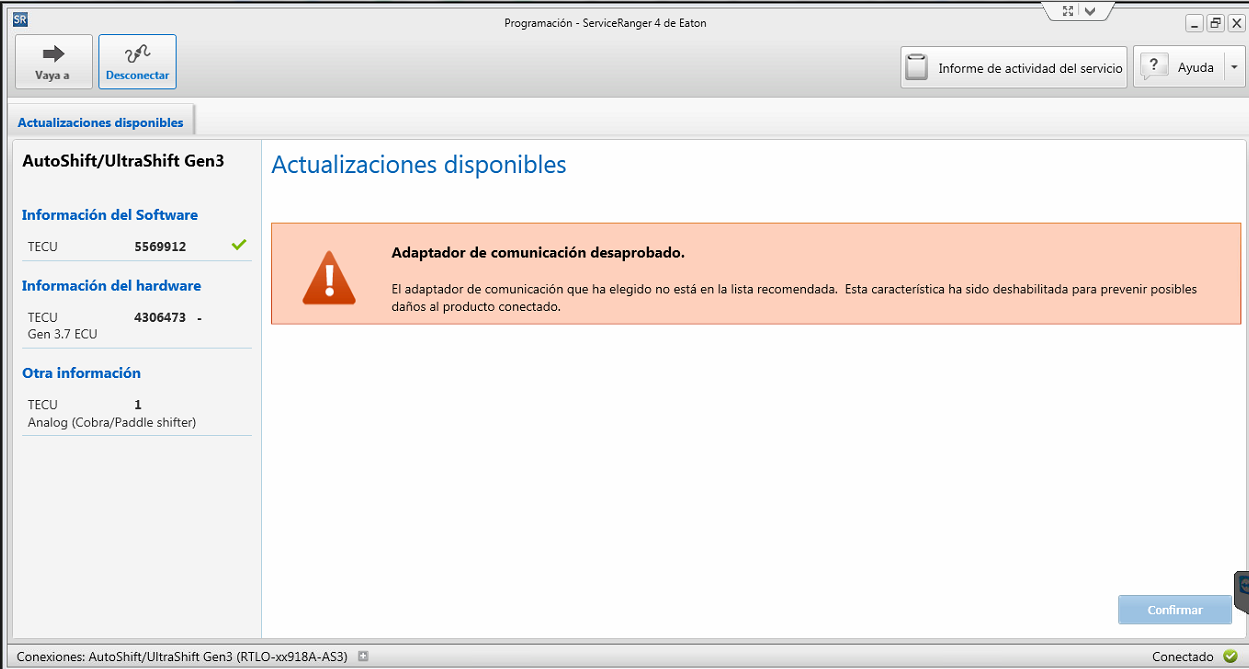 SR
Programación - ServiceRanger 4 de Eaton
Vaya a
Desconectar
Informe de actividad del servicio
? Ayuda
Actualizaciones disponibles
AutoShift/UltraShift Gen3
Información del Software
TECU 5569912
Información del hardware
TECU 4306473 -
Gen 3.7 ECU
Otra información
TECU 1
Analog (Cobra/Paddle shifter)
Actualizaciones disponibles
Adaptador de comunicación desaprobado.
El adaptador de comunicación que ha elegido no está en la lista recomendada. Esta característica ha sido deshabilitada para prevenir posibles
daños al producto conectado.
Confirmar
Conexiones: AutoShift/UltraShift Gen3 (RTLO-xx918A-AS3)
Conectado